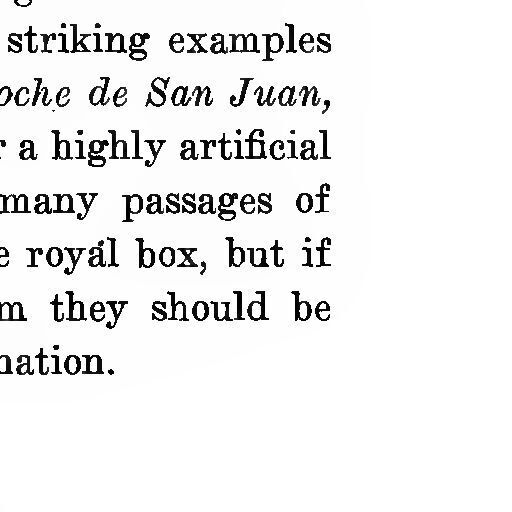 striking examples
oche de San Juan,
r a highly artificial
many passages of
e royal box, but if
m they should be
nation.